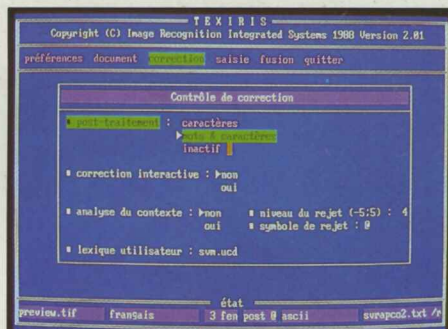 TEXIRIS
Copyright (C) Image Recognition Integrated Systems 1988 Version 2.01
préférences document correction saisie fusion quitter
Contrôle de correction
post-traitement : caractères
mots & caractères
inactif
correction interactive : non
oui
analyse du contexte : non niveau du rejet (-5;5) : 4
oui symbole de rejet : @
lexique utilisateur : svm.ucd
état
preview.tif français 3 fen post @ ascii svrapco2.txt /r